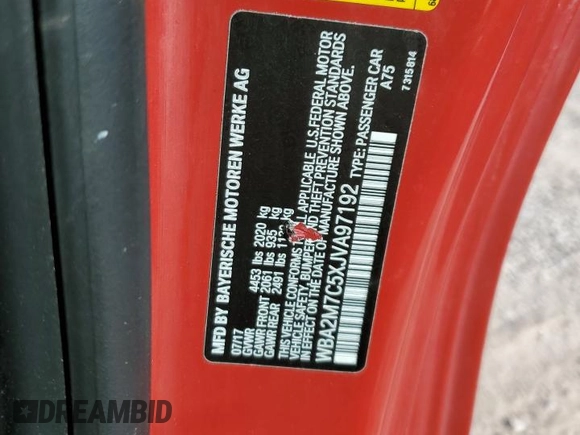 MFD BY BAYERISCHE MOTOREN WERKE AG
07/17
GVWR 4453 lbs 2020 kg
GAWR FRONT 2061 lbs 935 kg
GAWR REAR 2491 lbs kg
THIS VEHICLE CONFORMS TO ALL APPLICABLE U.S.FEDERAL MOTOR
VEHICLE SAFETY, BUMPER AND THEFT PREVENTION STANDARDS
IN EFFECT ON THE DATE OF MANUFACTURE SHOWN ABOVE.
WBA2M7C5XJVA97192 TYPE: PASSENGER CAR
A75
7 315 814
DREAMBID